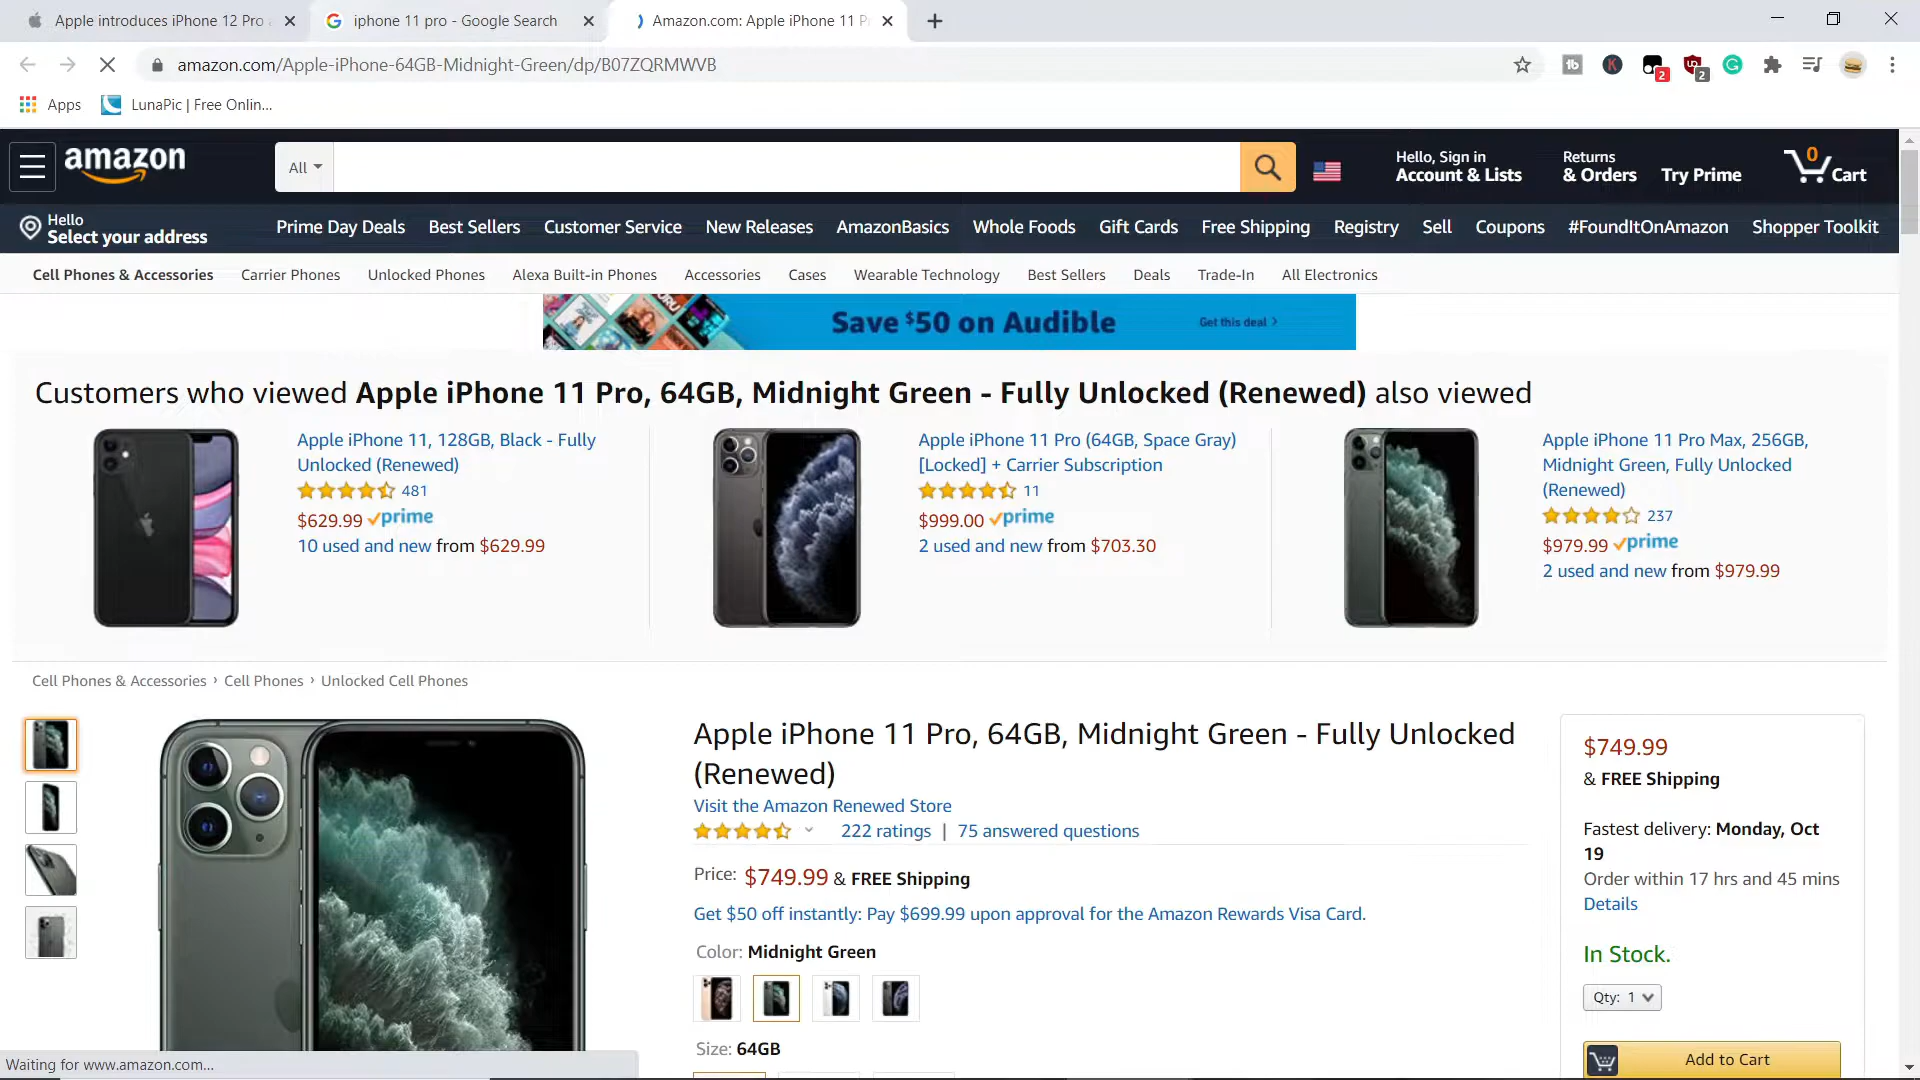 Apple introduces iPhone 12 Pro
iphone 11 pro - Google Search
Amazon.com: Apple iPhone 11 P
amazon.com/Apple-iPhone-64GB-Midnight-Green/dp/B07ZQRMWVB
Apps
LunaPic | Free Onlin...
amazon
All
Hello, Sign in
Account & Lists
Returns
& Orders
Try Prime
0
Cart
Hello
Select your address
Prime Day Deals
Best Sellers
Customer Service
New Releases
AmazonBasics
Whole Foods
Gift Cards
Free Shipping
Registry
Sell
Coupons
#FoundItOnAmazon
Shopper Toolkit
Cell Phones & Accessories
Carrier Phones
Unlocked Phones
Alexa Built-in Phones
Accessories
Cases
Wearable Technology
Best Sellers
Deals
Trade-In
All Electronics
Save $50 on Audible
Get this deal >
Customers who viewed Apple iPhone 11 Pro, 64GB, Midnight Green - Fully Unlocked (Renewed) also viewed
Apple iPhone 11, 128GB, Black - Fully
Unlocked (Renewed)
481
$629.99 prime
10 used and new from $629.99
Apple iPhone 11 Pro (64GB, Space Gray)
[Locked] + Carrier Subscription
11
$999.00 prime
2 used and new from $703.30
Apple iPhone 11 Pro Max, 256GB,
Midnight Green, Fully Unlocked
(Renewed)
237
$979.99 prime
2 used and new from $979.99
Cell Phones & Accessories › Cell Phones › Unlocked Cell Phones
Apple iPhone 11 Pro, 64GB, Midnight Green - Fully Unlocked
(Renewed)
Visit the Amazon Renewed Store
222 ratings | 75 answered questions
Price: $749.99 & FREE Shipping
Get $50 off instantly: Pay $699.99 upon approval for the Amazon Rewards Visa Card.
Color: Midnight Green
Size: 64GB
$749.99
& FREE Shipping
Fastest delivery: Monday, Oct
19
Order within 17 hrs and 45 mins
Details
In Stock.
Qty: 1
Add to Cart
Waiting for www.amazon.com...